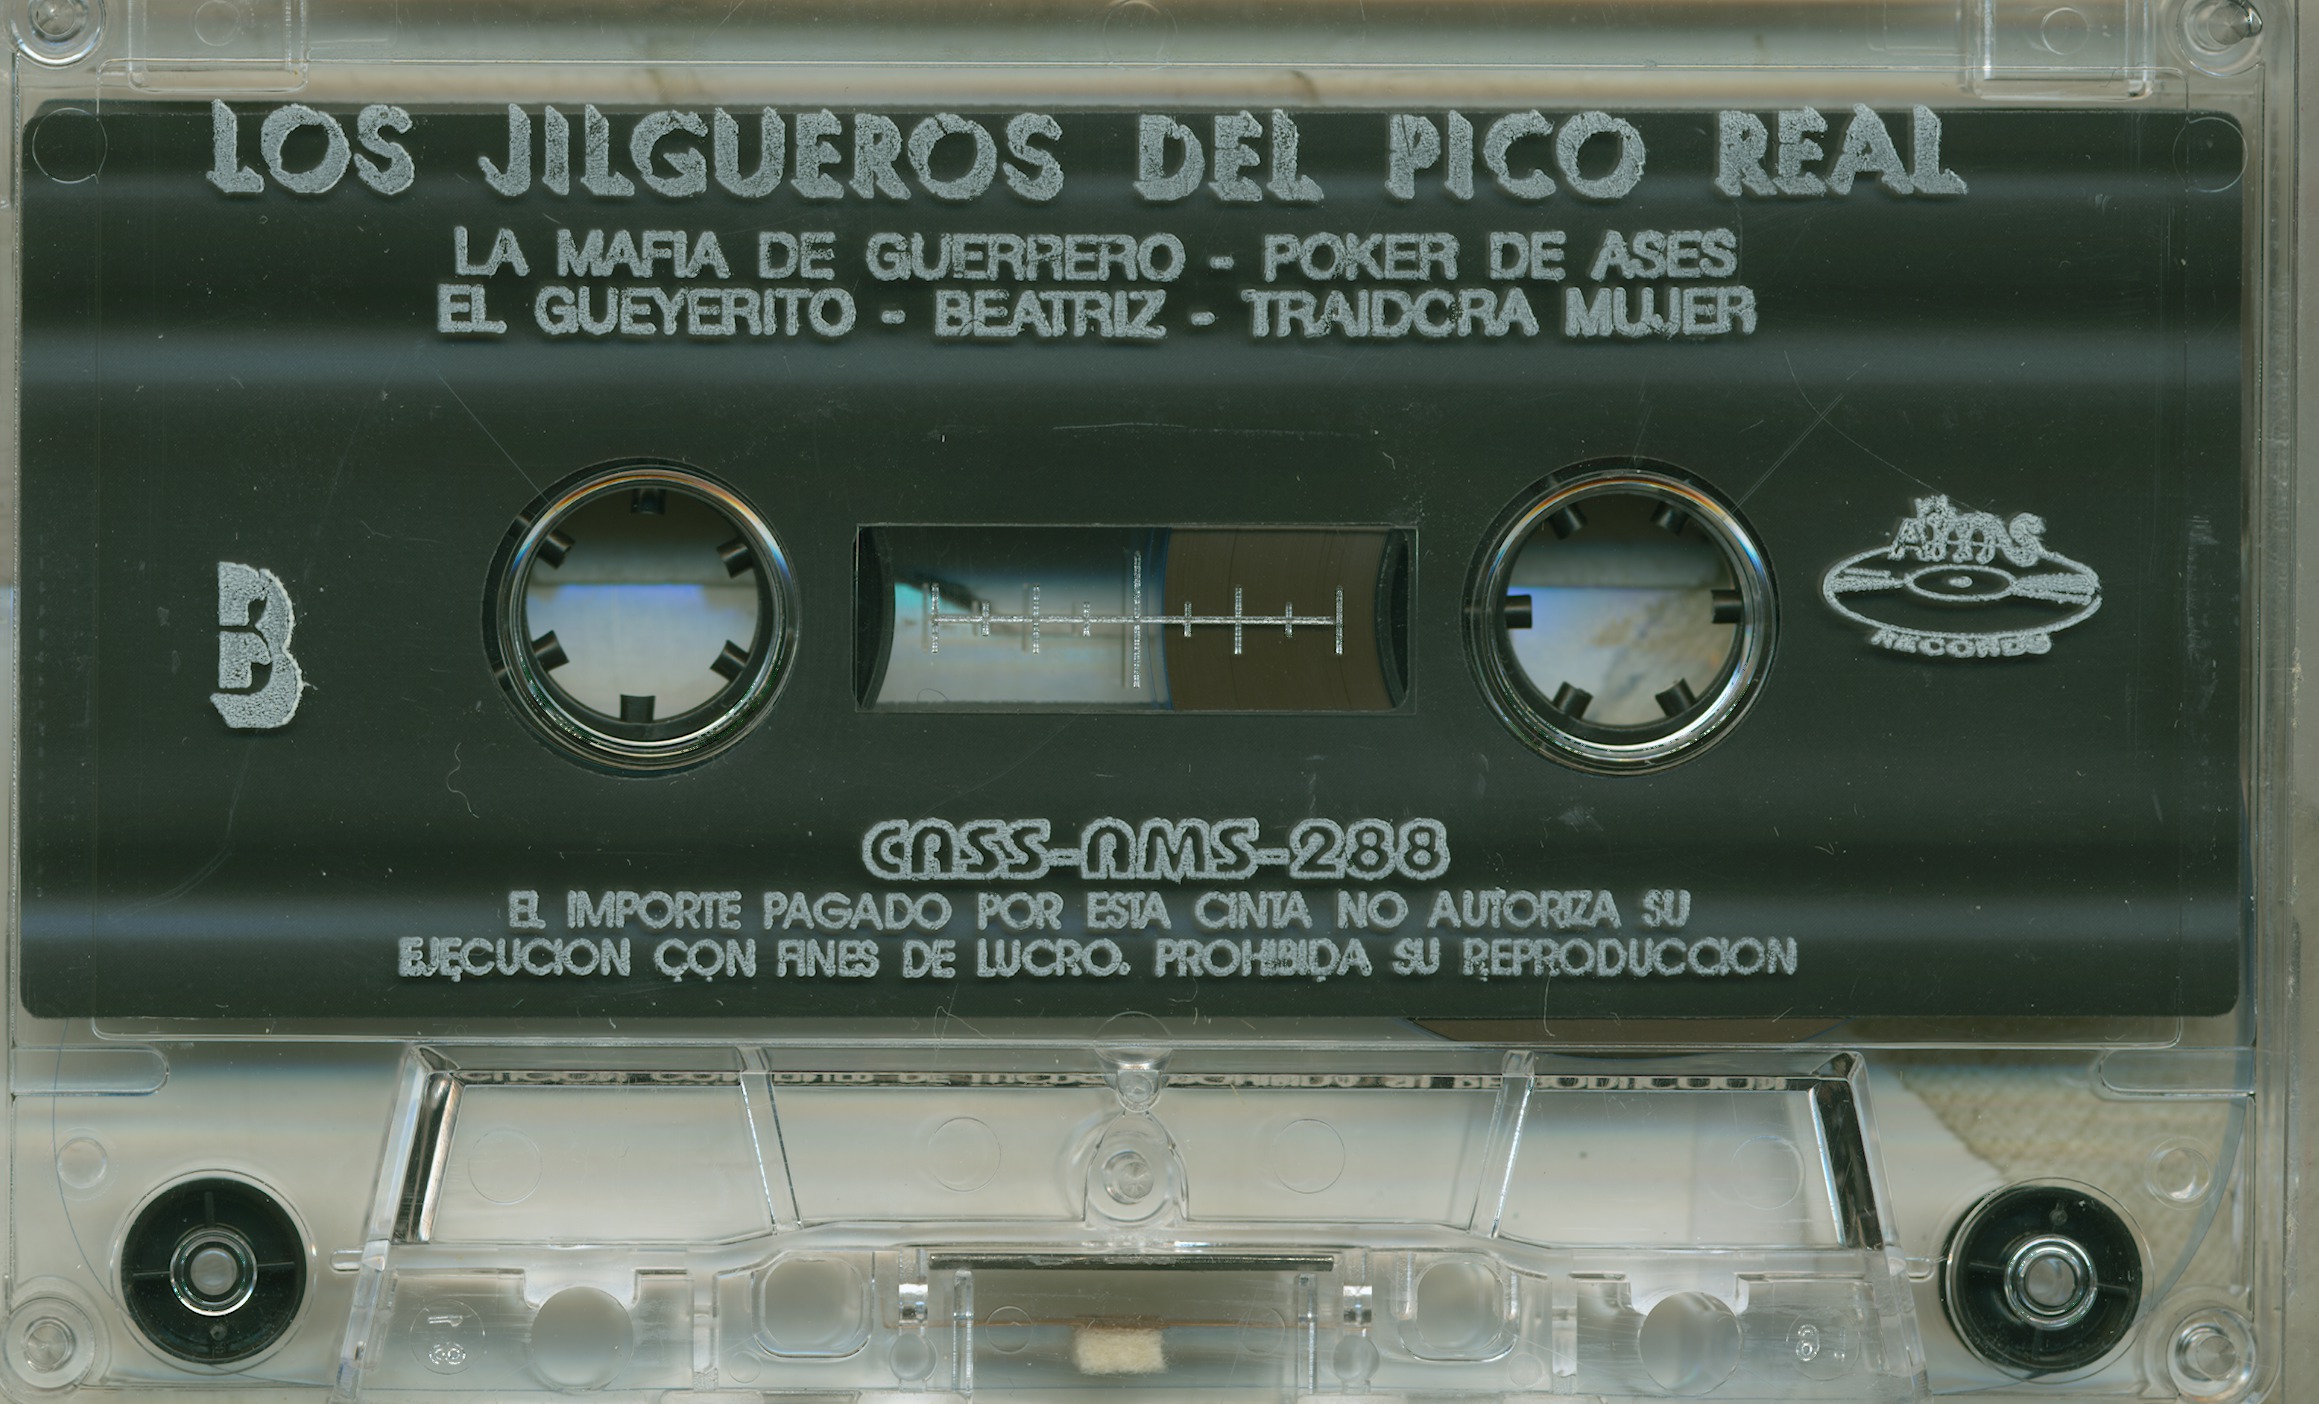 LOS JILGUEROS DEL PICO REAL
LA MAFIA DE GUERRERO - POKER DE ASES
EL GUEYERITO - BEATRIZ - TRAIDORA MUJER
B
AMS
RECORDS
CASS-AMS-288
EL IMPORTE PAGADO POR ESTA CINTA NO AUTORIZA SU
EJECUCION CON FINES DE LUCRO. PROHIBIDA SU REPRODUCCION